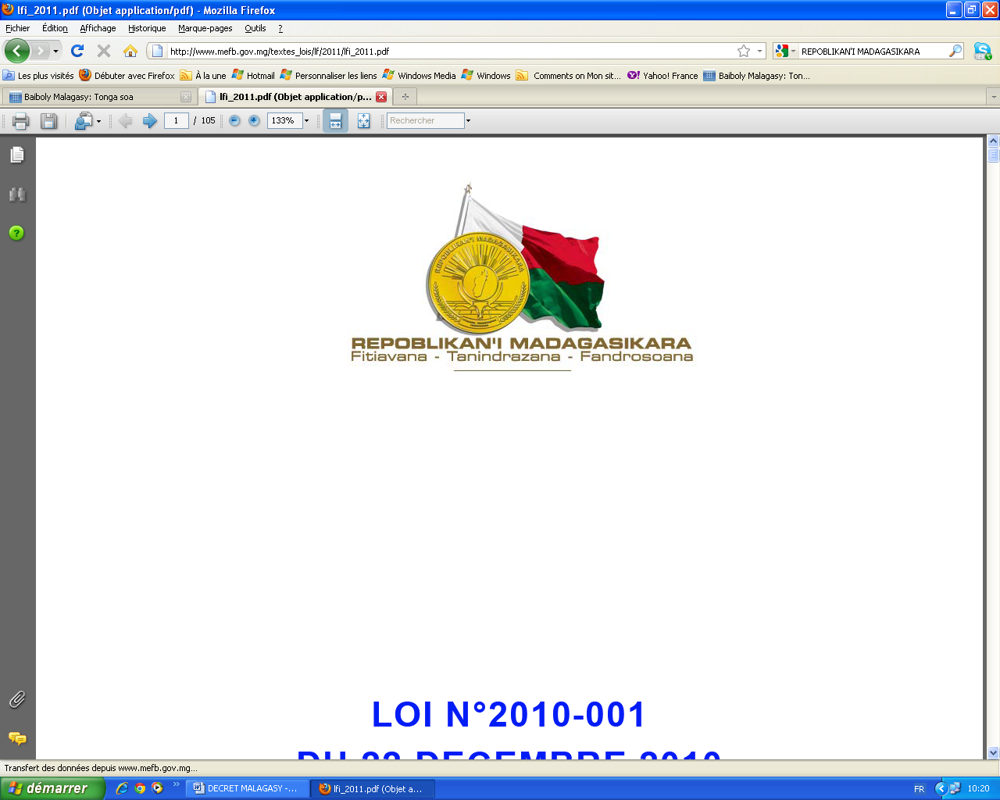 lfi_2011.pdf (Objet application/pdf) - Mozilla Firefox
Fichier Édition Affichage Historique Marque-pages Outils ?
http://www.mefb.gov.mg/textes_lois/lf/2011/lfi_2011.pdf REPOBLIKAN'I MADAGASIKARA
Les plus visités Débuter avec Firefox À la une Hotmail Personnaliser les liens Windows Media Windows Comments on Mon sit... Yahoo! France Baiboly Malagasy: Ton...
Baiboly Malagasy: Tonga soa lfi_2011.pdf (Objet application/p...
1 / 105 133% Rechercher
REPOBLIKAN'I MADAGASIKARA
REPOBLIKAN'I MADAGASIKARA
Fitiavana - Tanindrazana - Fandrosoana
LOI N°2010-001
DU 22 DECEMBRE 2010
Transfert des données depuis www.mefb.gov.mg...
démarrer DECRET MALAGASY -... lfi_2011.pdf (Objet a... FR 10:20